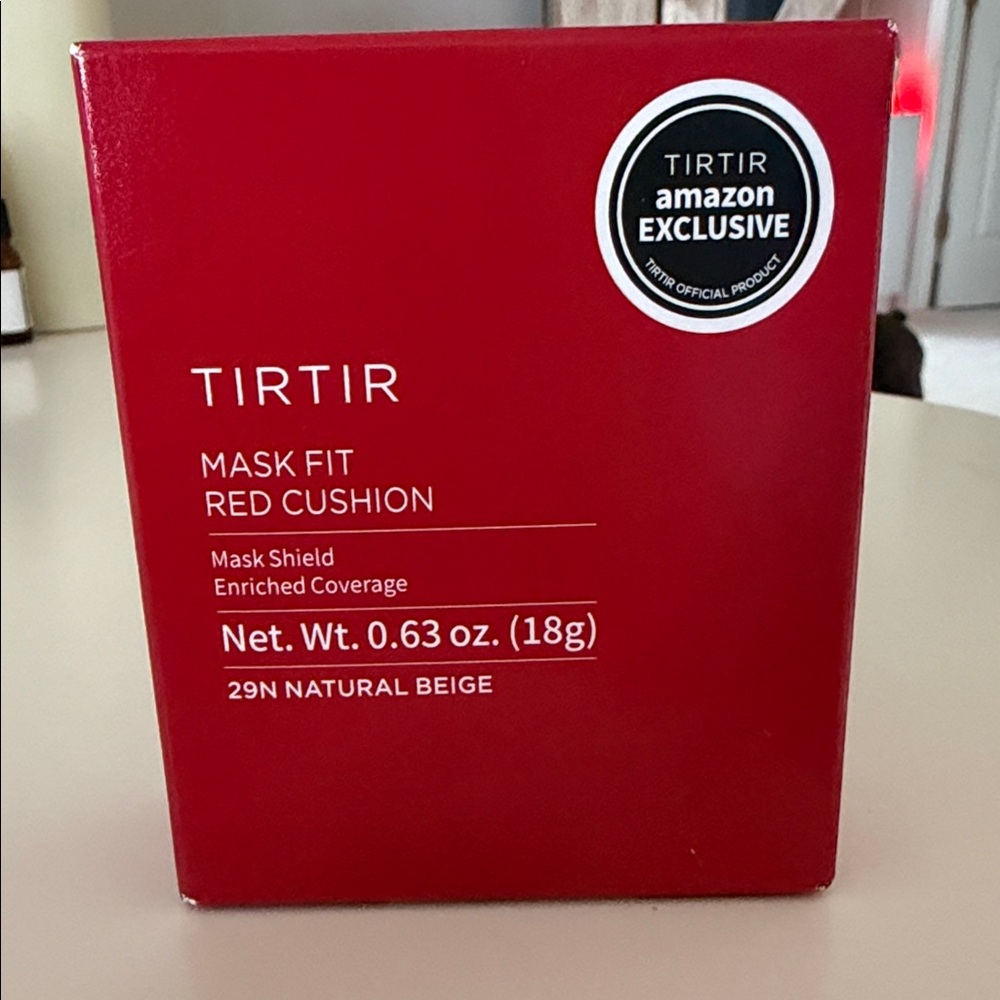 TIRTIR
amazon
EXCLUSIVE
TIRTIR OFFICIAL PRODUCT
TIRTIR
MASK FIT
RED CUSHION
Mask Shield
Enriched Coverage
Net. Wt. 0.63 oz. (18g)
29N NATURAL BEIGE